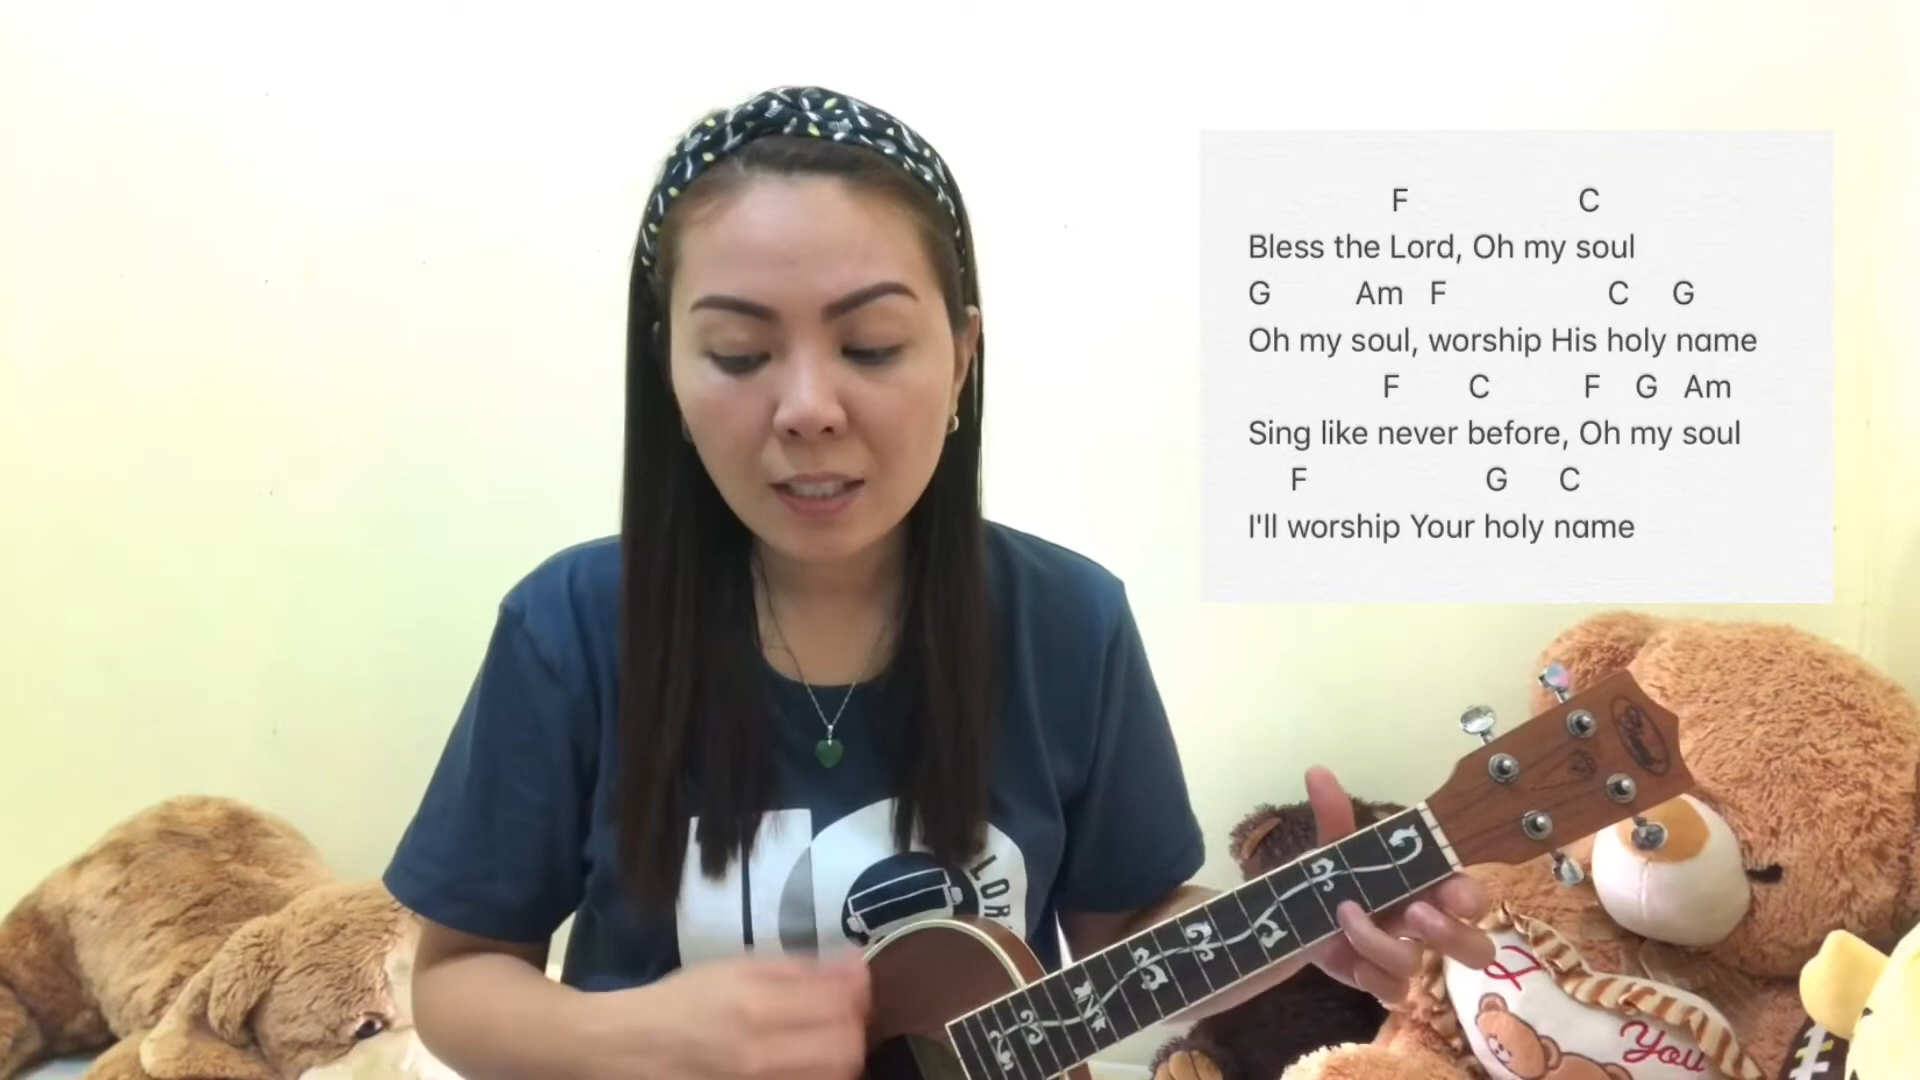 F C
Bless the Lord, Oh my soul
G Am F C G
Oh my soul, worship His holy name
F C F G Am
Sing like never before, Oh my soul
F G C
I'll worship Your holy name
I
You